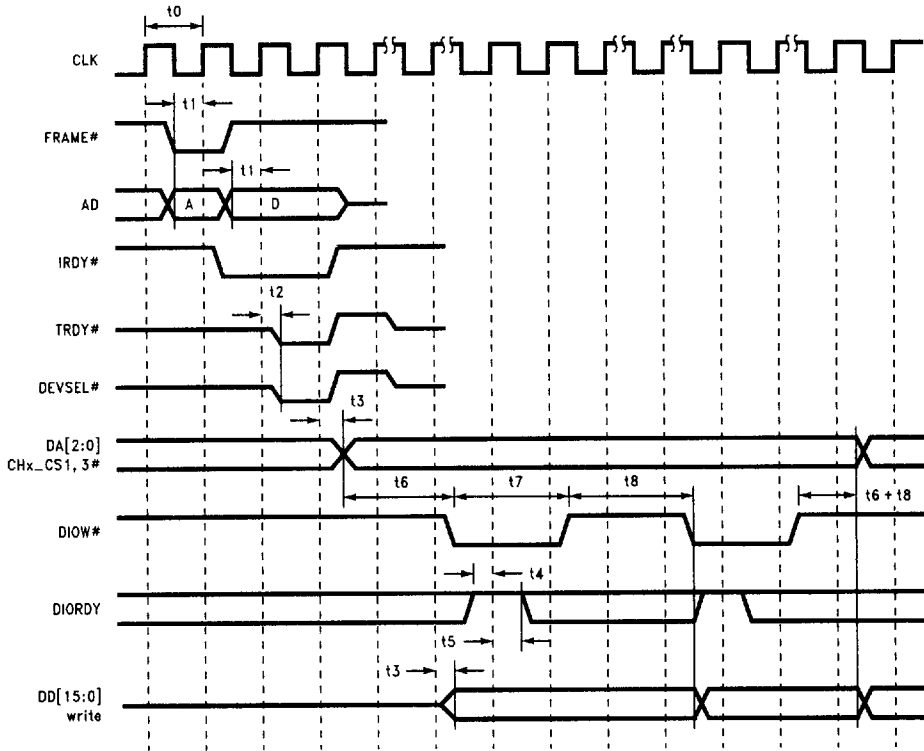 t0
CLK
t1
FRAME#
t1
AD
A
D
IRDY#
t2
TRDY#
DEVSEL#
t3
DA[2:0]
CHx_CS1, 3#
t6
t7
t8
t6 + t8
DIOW#
t4
DIORDY
t5
t3
DD[15:0]
write